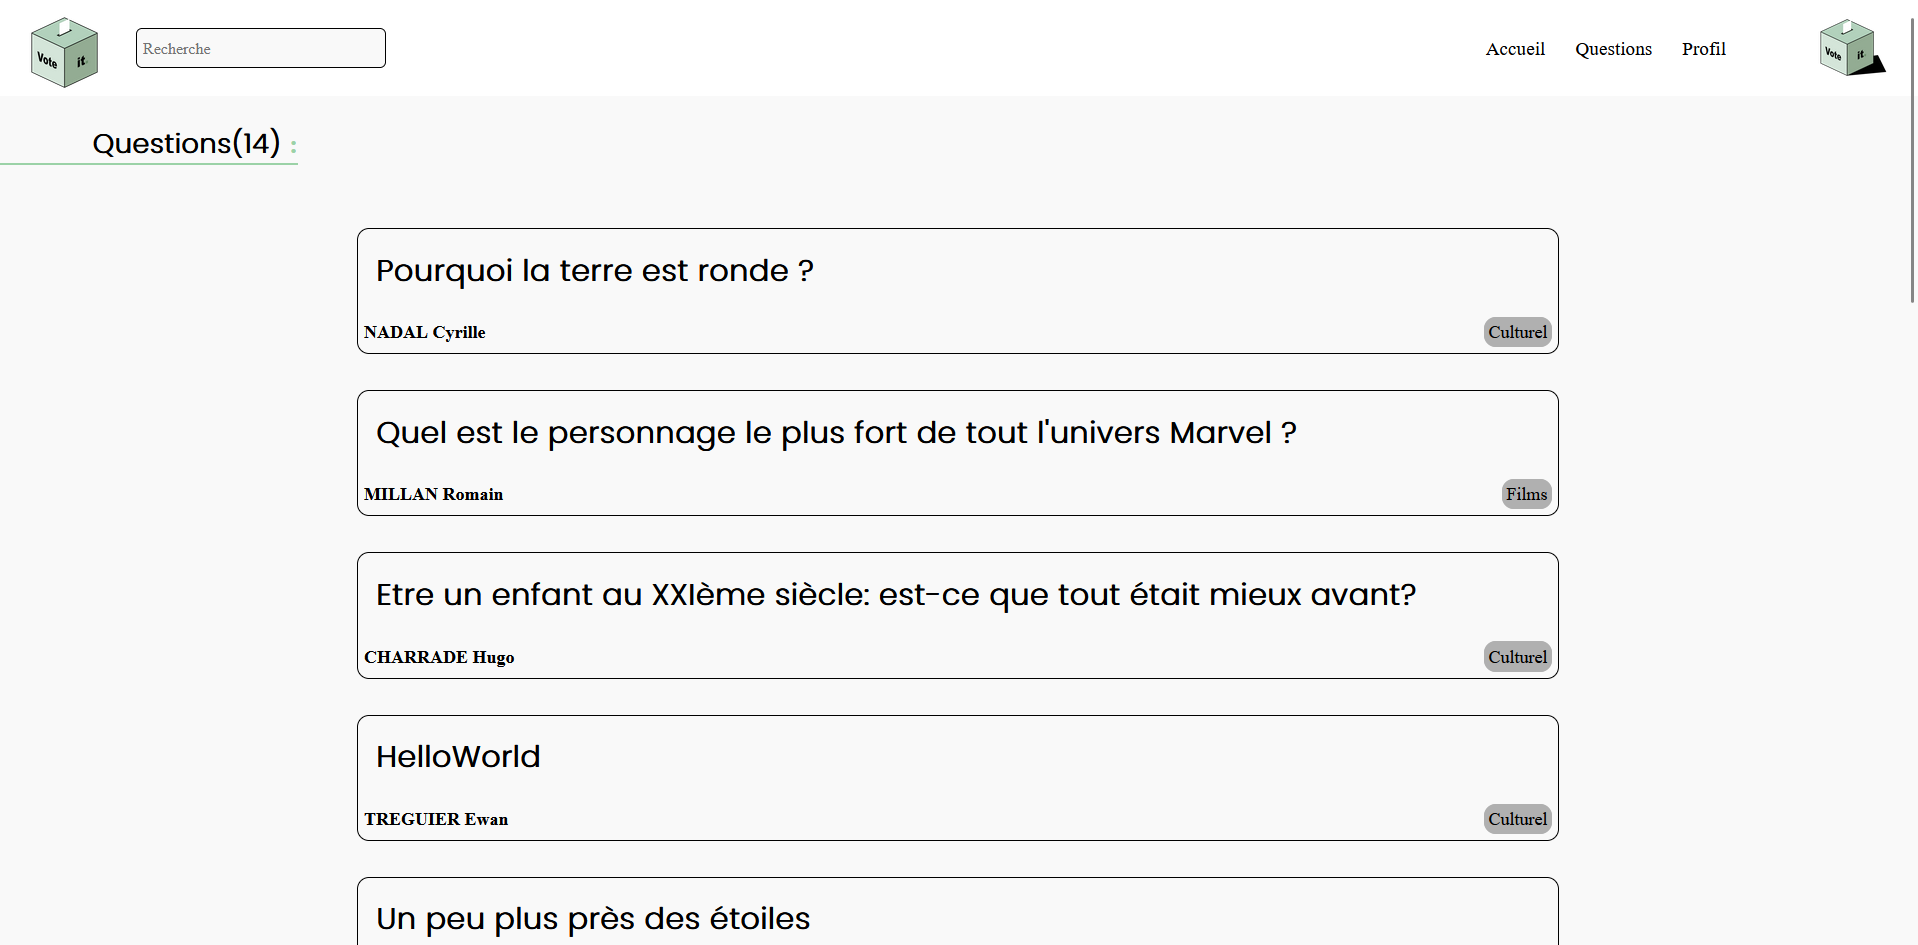 Vote it.
Recherche
Accueil Questions Profil
Vote it.
Questions(14) :
Pourquoi la terre est ronde ?
NADAL Cyrille
Culturel
Quel est le personnage le plus fort de tout l'univers Marvel ?
MILLAN Romain
Films
Etre un enfant au XXIème siècle: est-ce que tout était mieux avant?
CHARRADE Hugo
Culturel
HelloWorld
TREGUIER Ewan
Culturel
Un peu plus près des étoiles